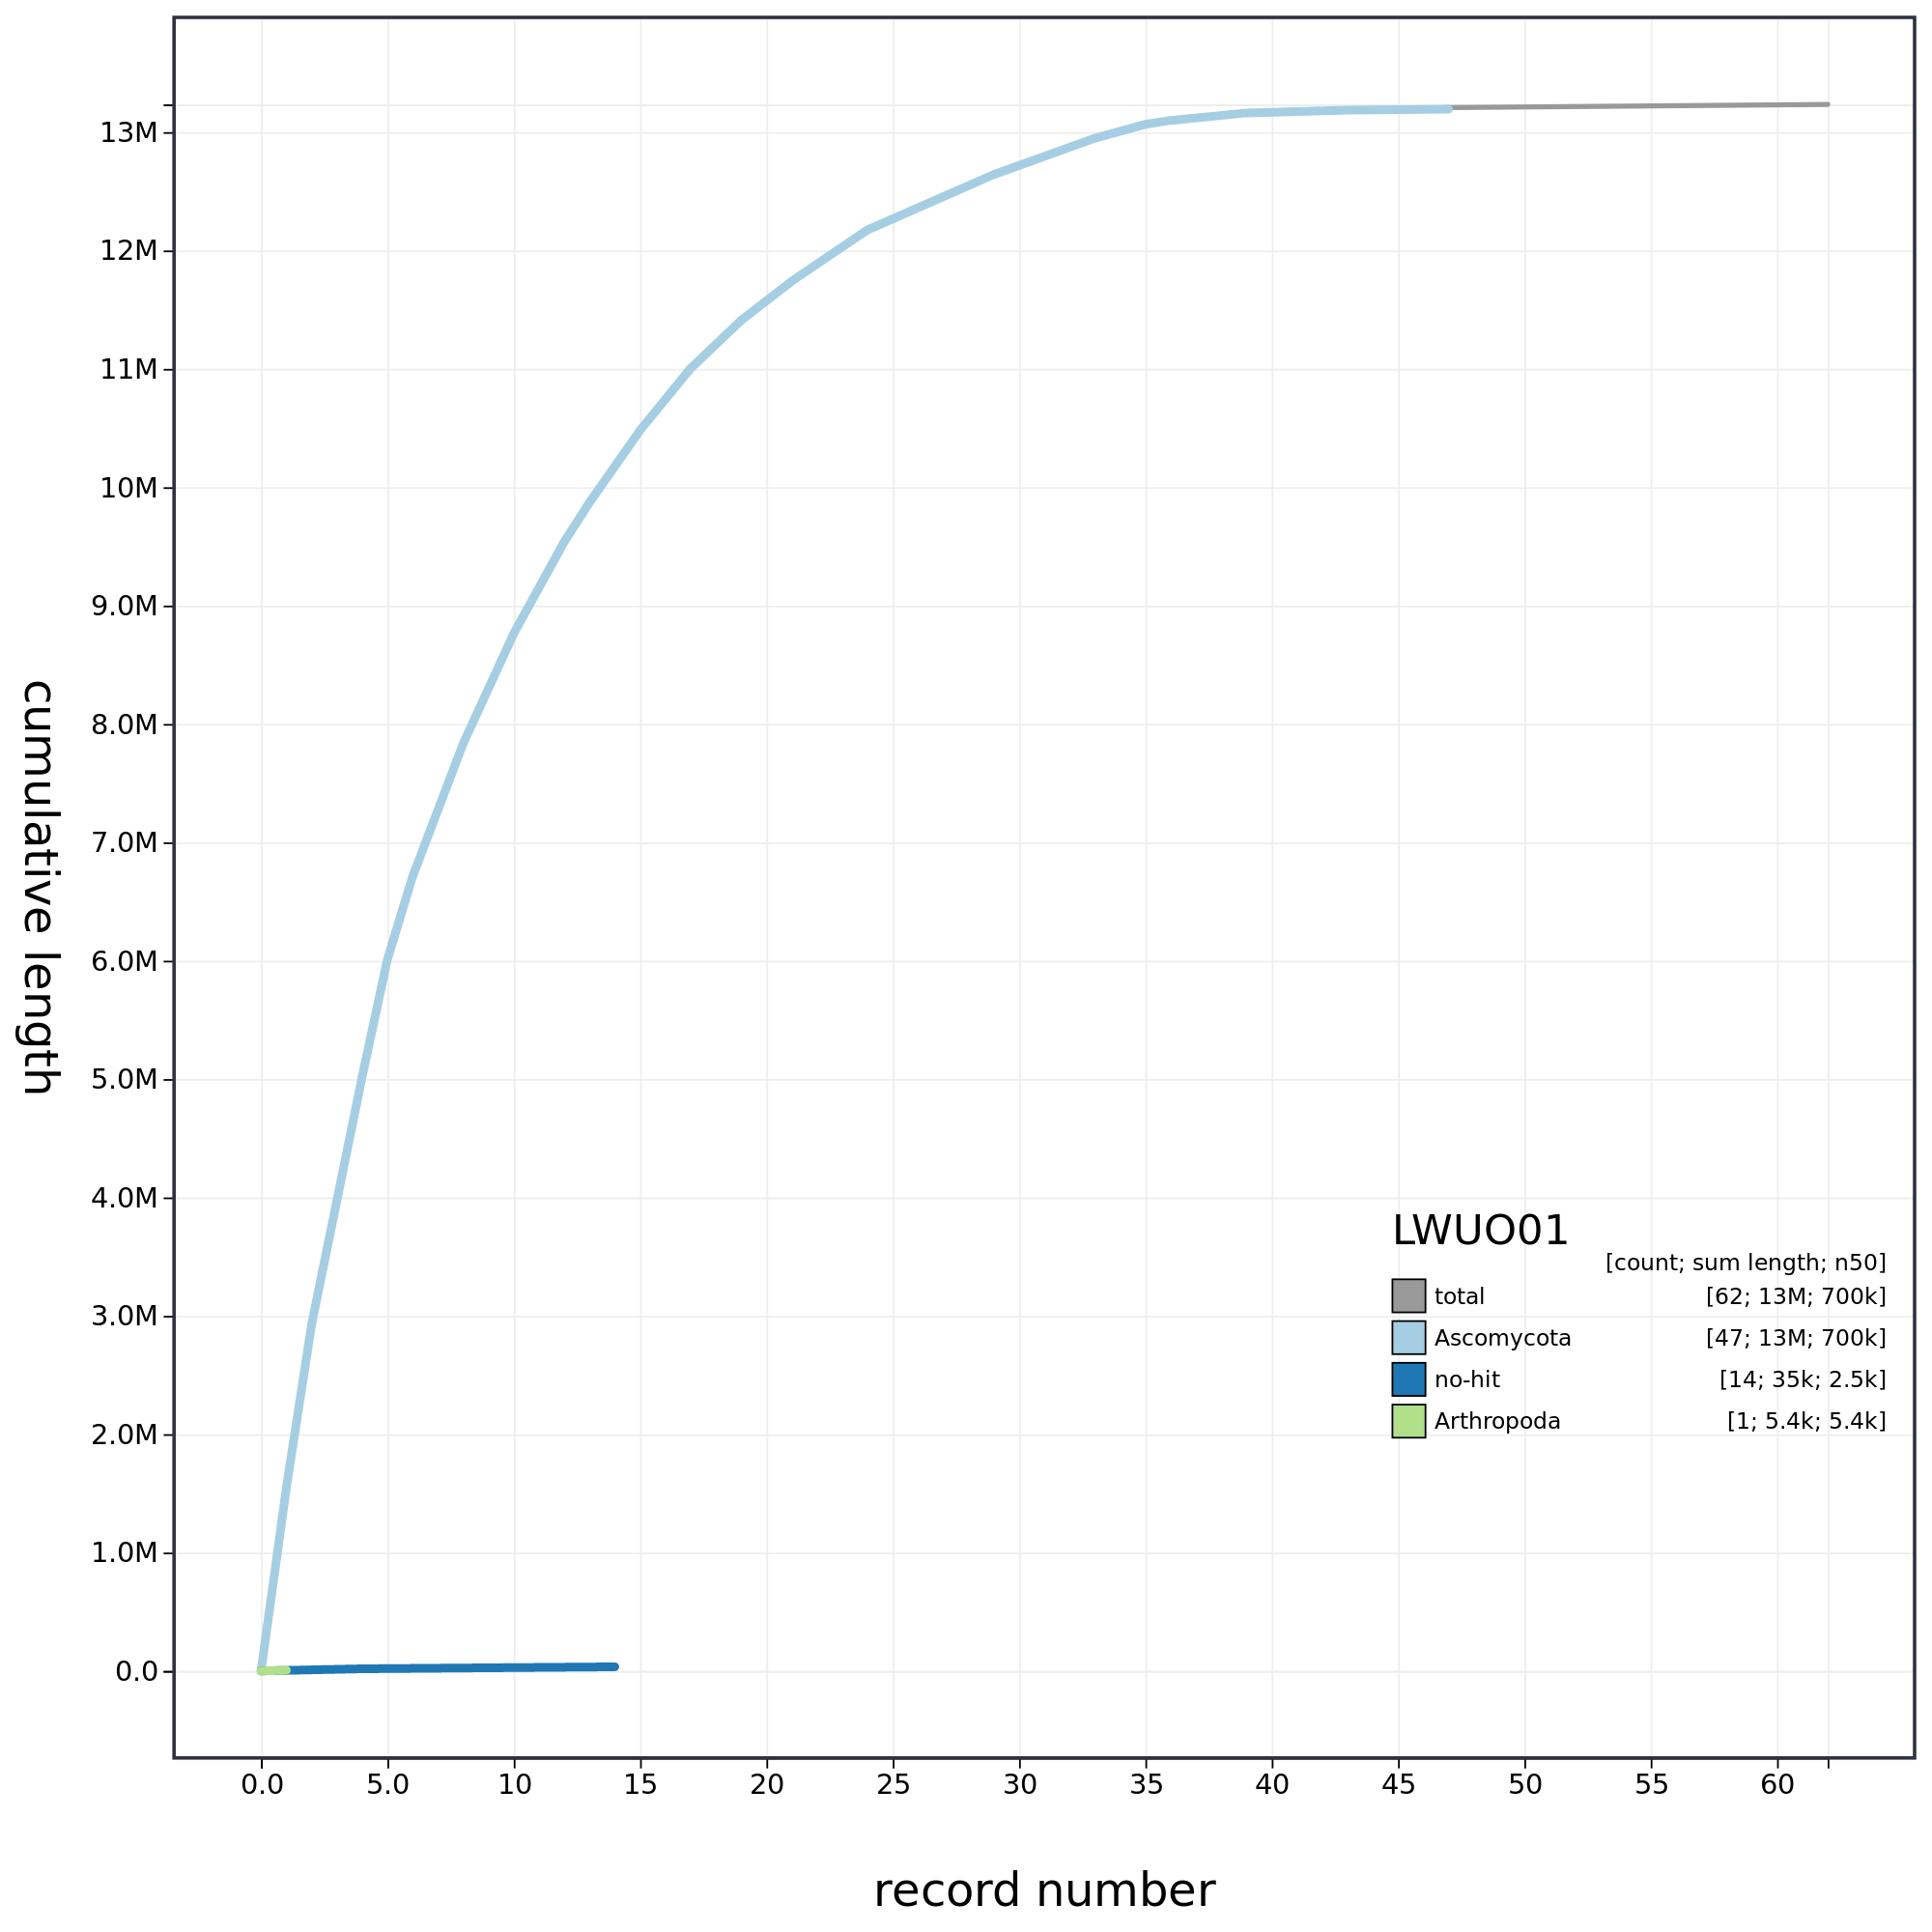 cumulative length
13M
12M
11M
10M
9.0M
8.0M
7.0M
6.0M
5.0M
4.0M
3.0M
2.0M
1.0M
0.0
LWUO01
[count; sum length; n50]
total [62; 13M; 700k]
Ascomycota [47; 13M; 700k]
no-hit [14; 35k; 2.5k]
Arthropoda [1; 5.4k; 5.4k]
0.0 5.0 10 15 20 25 30 35 40 45 50 55 60
record number